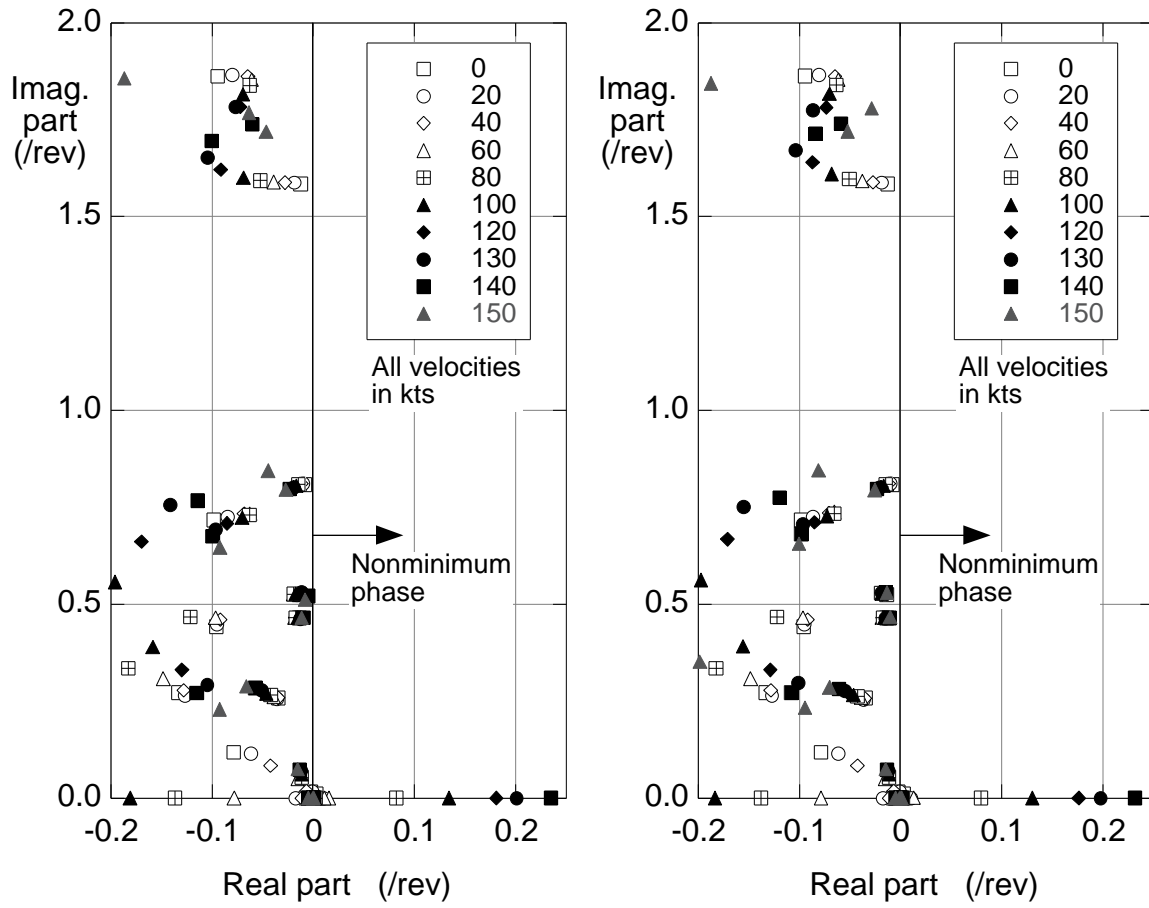 2.0
Imag.
part
(/rev)
1.5
1.0
0.5
0.0
-0.2
-0.1
0
0.1
0.2
Real part (/rev)
0
20
40
60
80
100
120
130
140
150
All velocities
in kts
Nonminimum
phase
2.0
Imag.
part
(/rev)
1.5
1.0
0.5
0.0
-0.2
-0.1
0
0.1
0.2
Real part (/rev)
0
20
40
60
80
100
120
130
140
150
All velocities
in kts
Nonminimum
phase